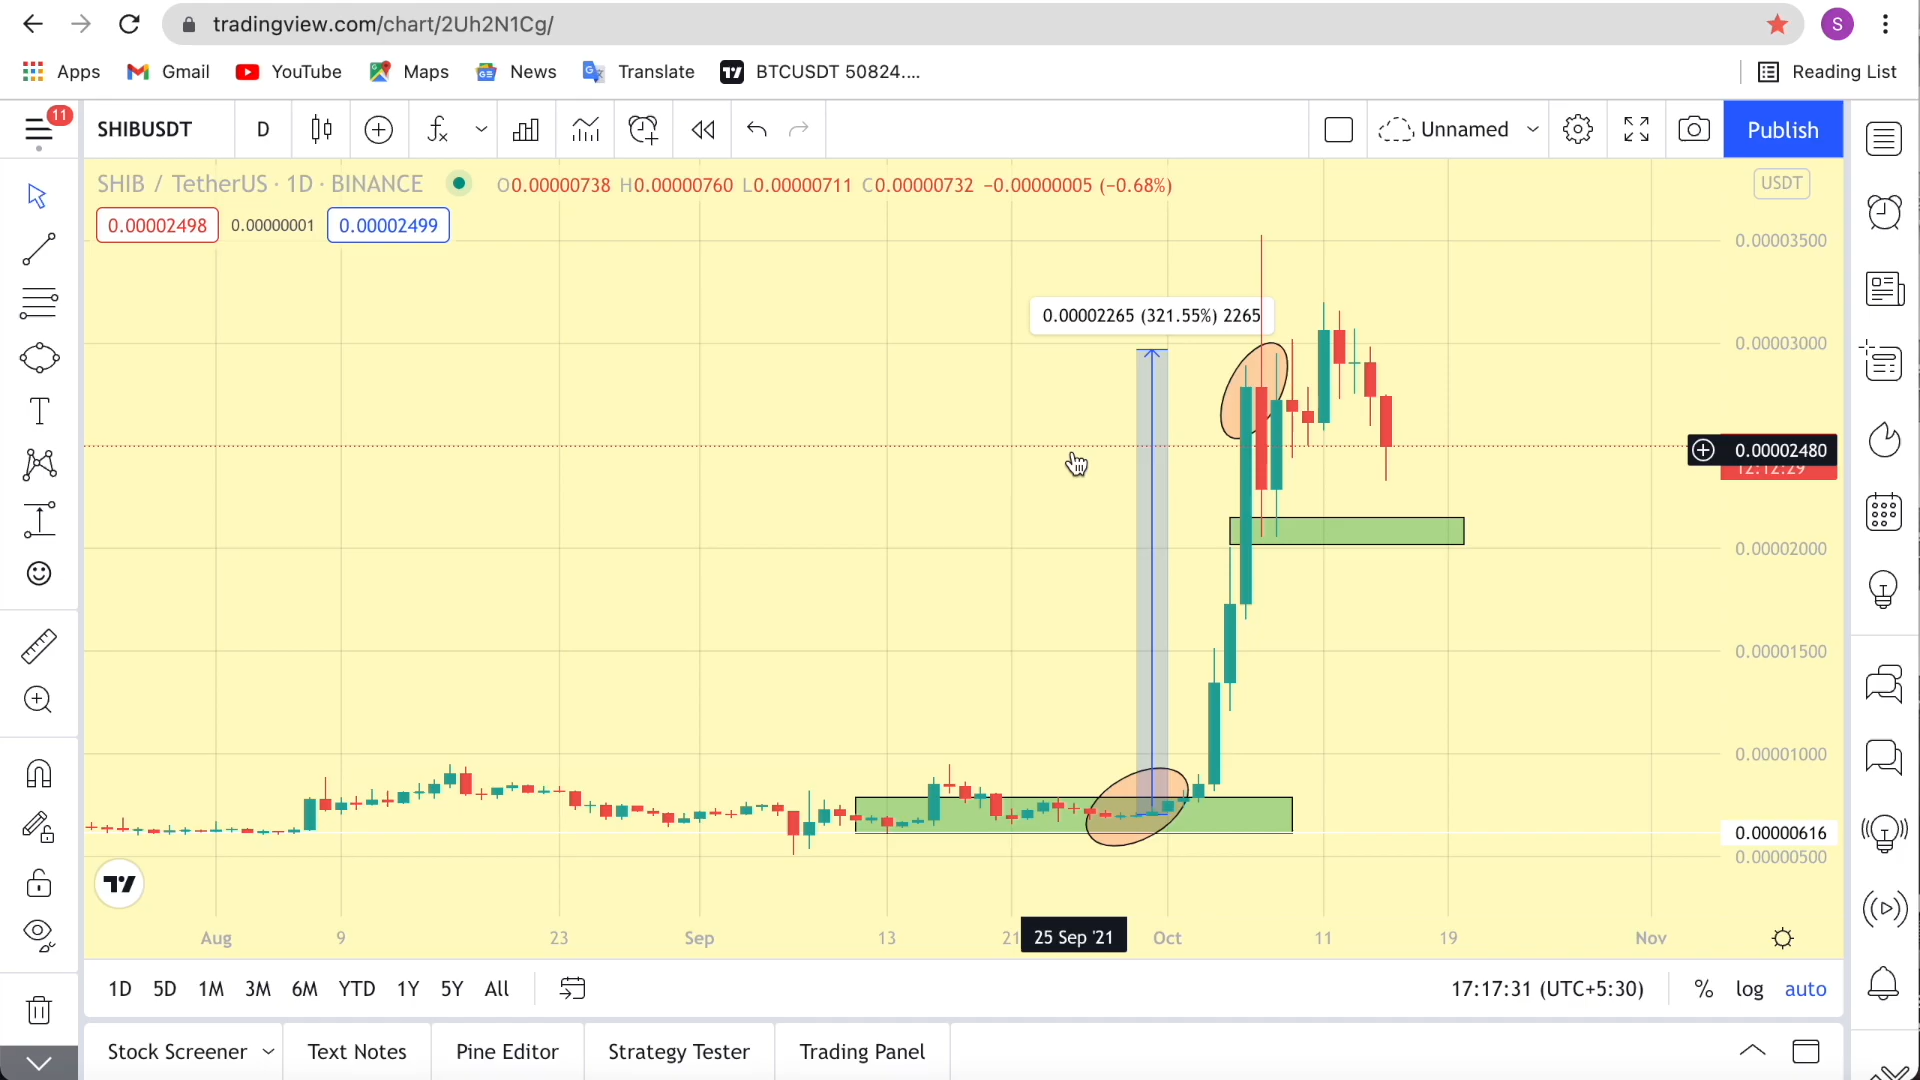 tradingview.com/chart/2Uh2N1Cg/
S
Apps Gmail YouTube Maps News Translate BTCUSDT 50824.... Reading List
11
SHIBUSDT D Unnamed Publish
SHIB / TetherUS · 1D · BINANCE O0.00000738 H0.00000760 L0.00000711 C0.00000732 −0.00000005 (−0.68%)
USDT
0.00002498 0.00000001 0.00002499
0.00003500
0.00002265 (321.55%) 2265
0.00003000
0.00002480
12:12:29
0.00002000
0.00001500
0.00001000
0.00000616
0.00000500
Aug 9 23 Sep 13 21 25 Sep '21 Oct 11 19 Nov
1D 5D 1M 3M 6M YTD 1Y 5Y All 17:17:31 (UTC+5:30) % log auto
Stock Screener Text Notes Pine Editor Strategy Tester Trading Panel